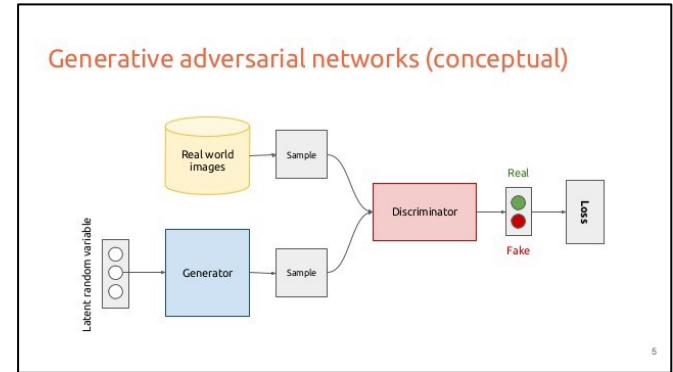 Generative adversarial networks (conceptual)
Real world
images
Sample
Latent random variable
Generator
Sample
Discriminator
Real
Fake
Loss
5